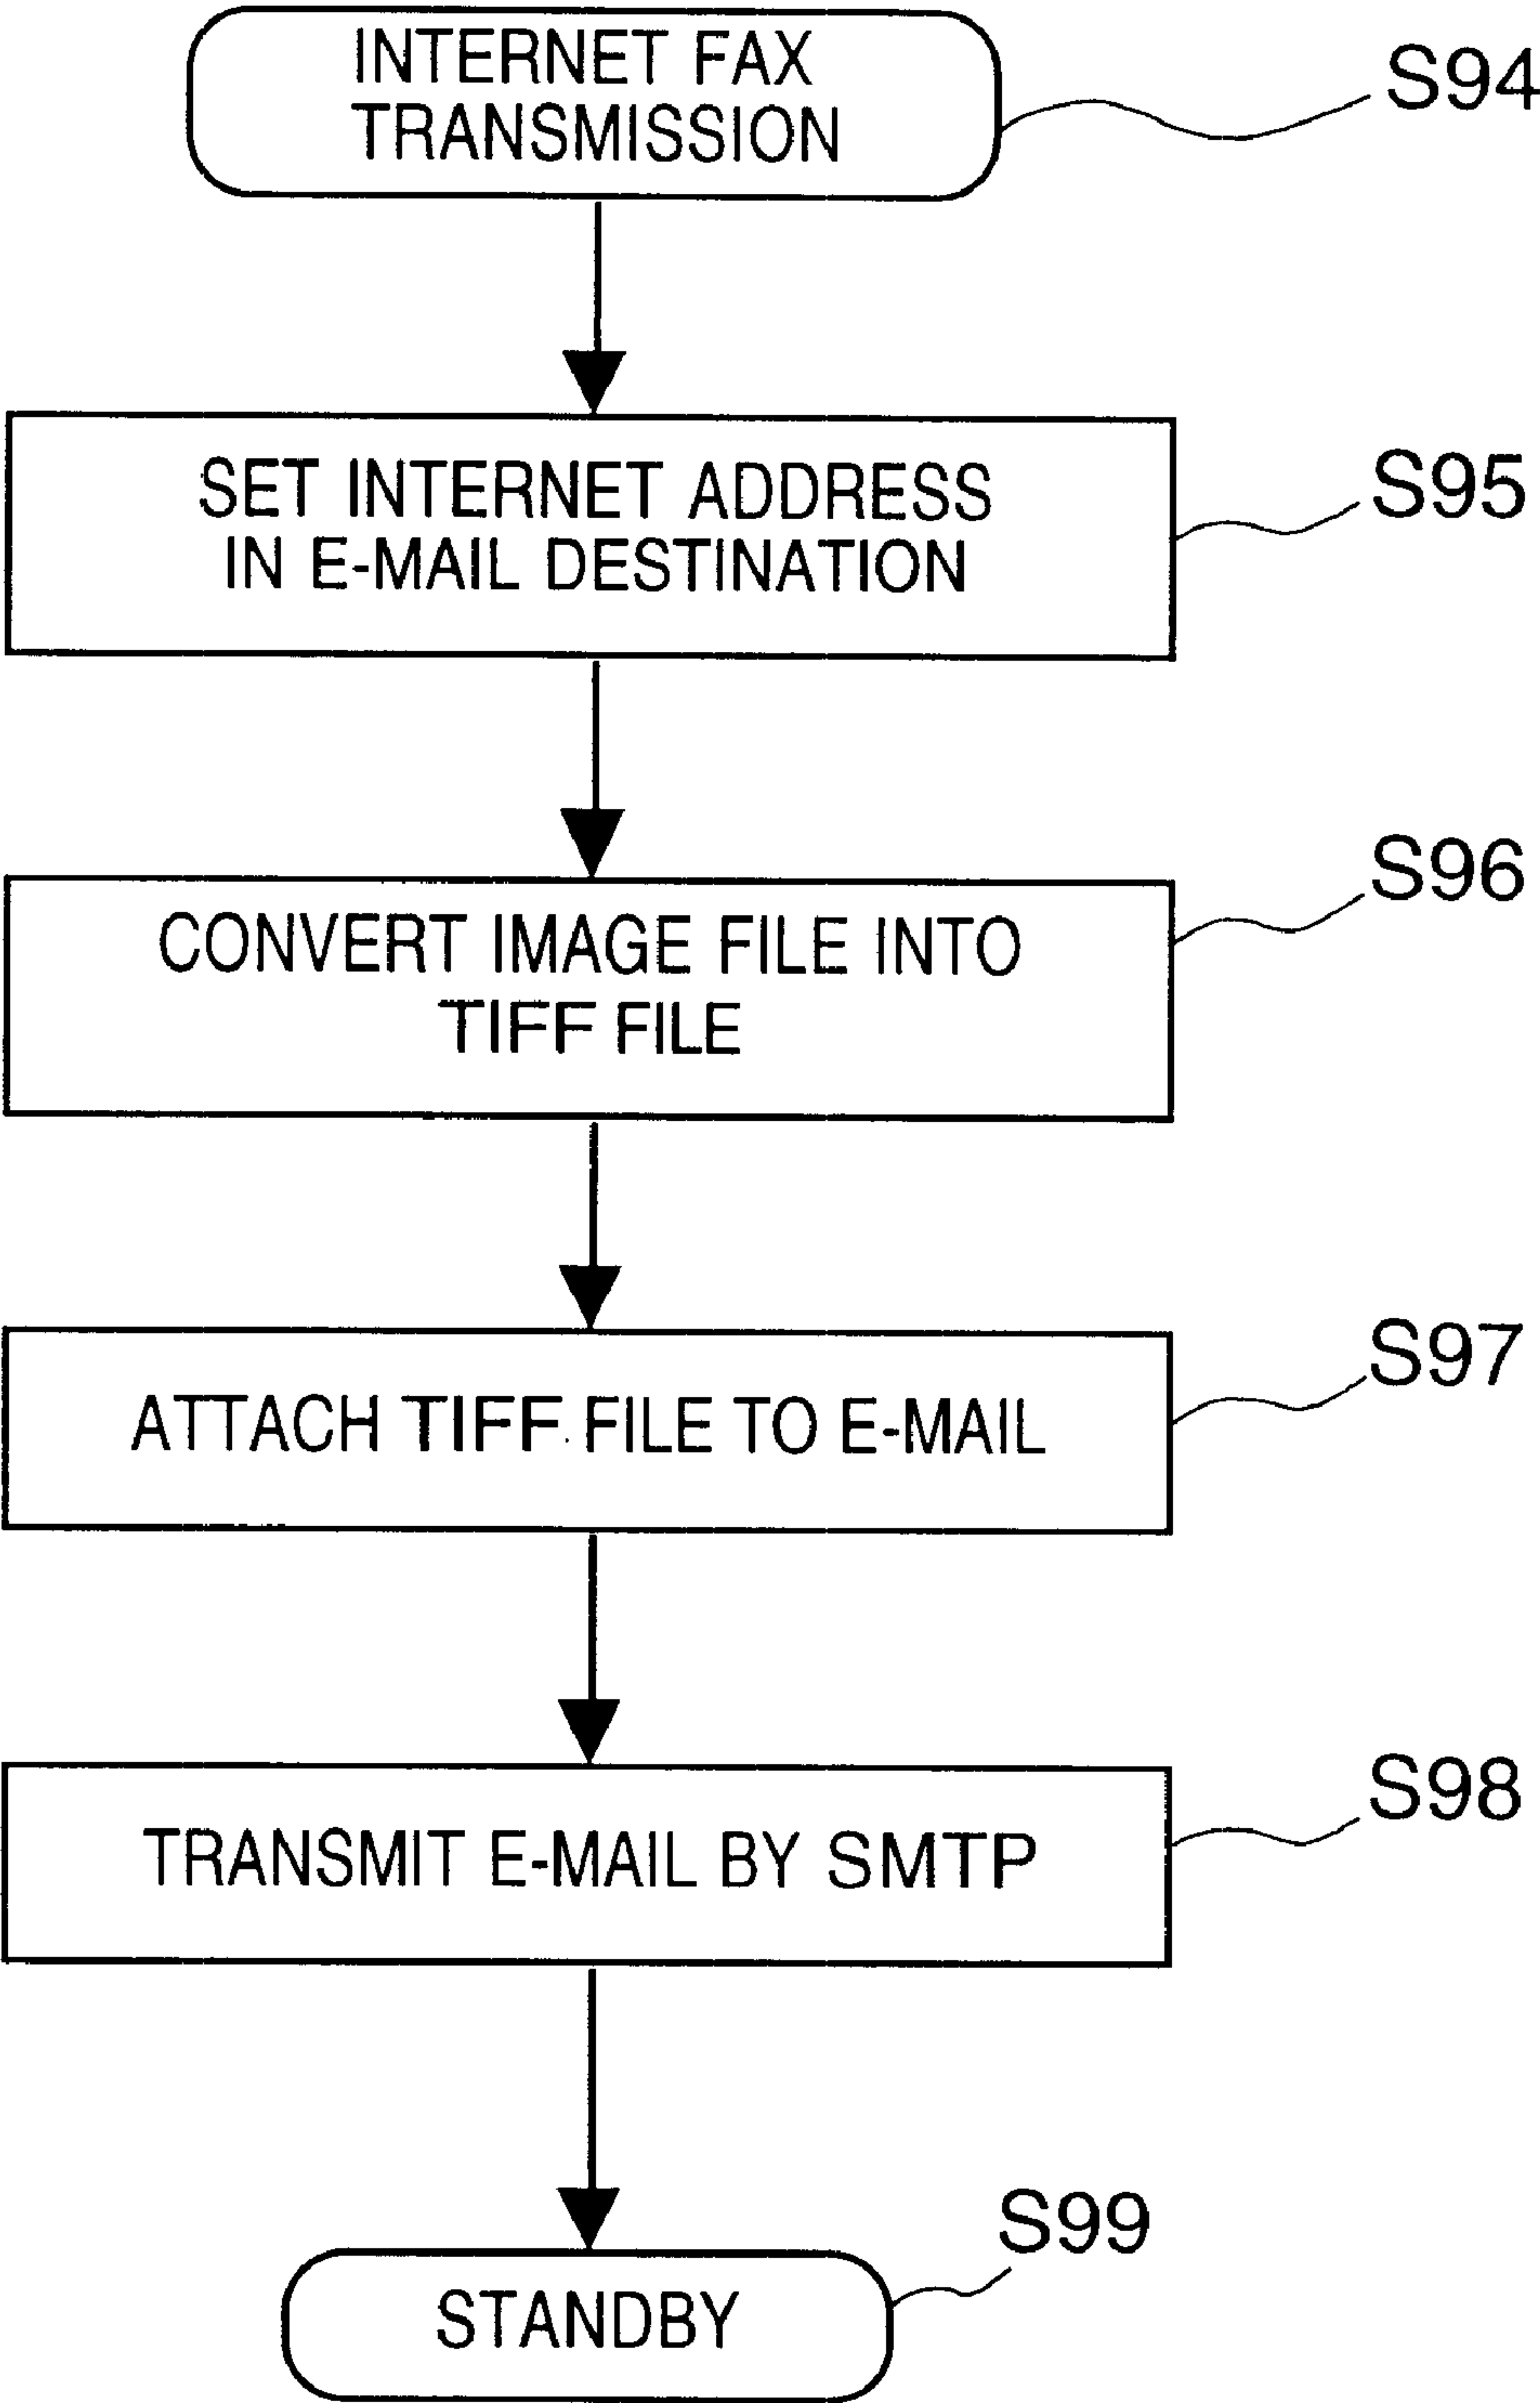 INTERNET FAX
TRANSMISSION
S94
SET INTERNET ADDRESS
IN E-MAIL DESTINATION
S95
CONVERT IMAGE FILE INTO
TIFF FILE
S96
ATTACH TIFF FILE TO E-MAIL
S97
TRANSMIT E-MAIL BY SMTP
S98
STANDBY
S99